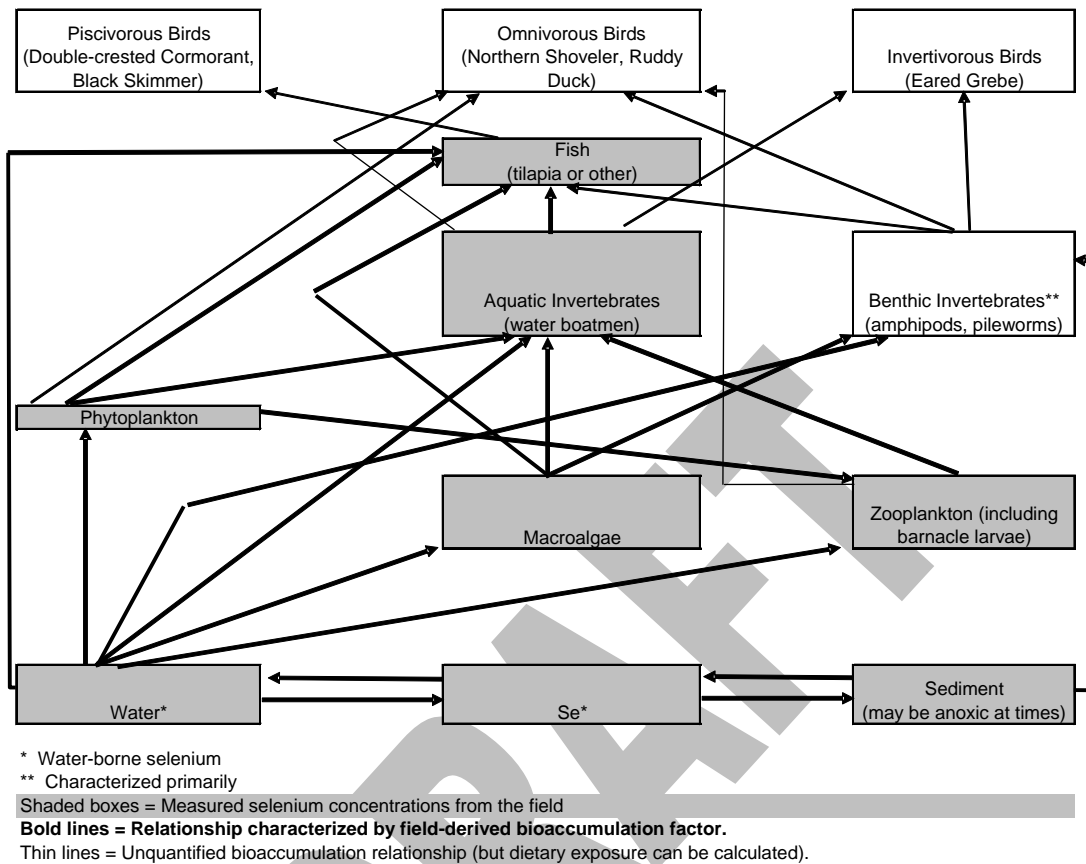 Piscivorous Birds
(Double-crested Cormorant,
Black Skimmer)
Omnivorous Birds
(Northern Shoveler, Ruddy
Duck)
Invertivorous Birds
(Eared Grebe)
Fish
(tilapia or other)
Aquatic Invertebrates
(water boatmen)
Benthic Invertebrates**
(amphipods, pileworms)
Phytoplankton
Macroalgae
Zooplankton (including
barnacle larvae)
Water*
Se*
Sediment
(may be anoxic at times)
* Water-borne selenium
** Characterized primarily
Shaded boxes = Measured selenium concentrations from the field
Bold lines = Relationship characterized by field-derived bioaccumulation factor.
Thin lines = Unquantified bioaccumulation relationship (but dietary exposure can be calculated).
DRAFT